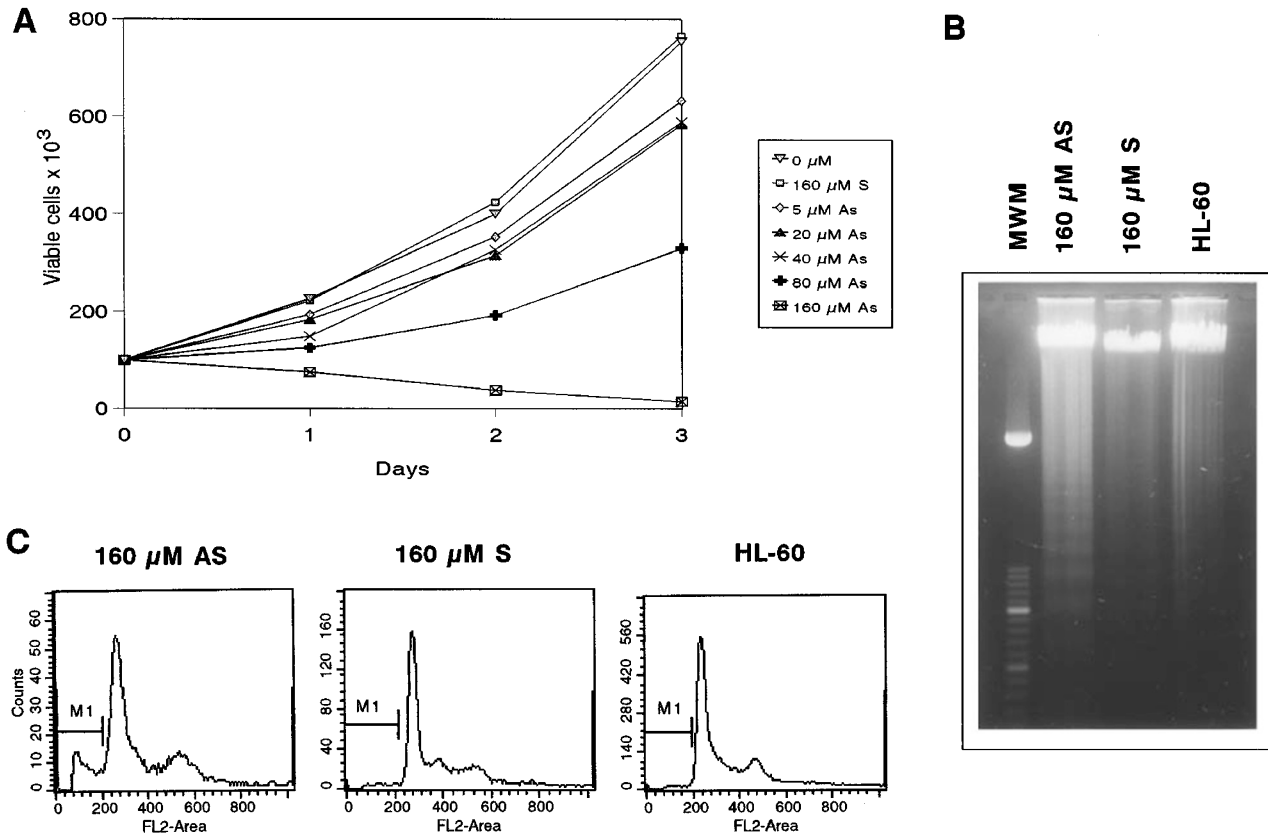 A
Viable cells x 10³
800
600
400
200
0
0
1
2
3
Days
0 µM
160 µM S
5 µM As
20 µM As
40 µM As
80 µM As
160 µM As
B
MWM
160 µM AS
160 µM S
HL-60
C
160 µM AS
Counts
60
50
40
30
20
10
0
M1
0 200 400 600 800
FL2-Area
160 µM S
160
120
80
40
0
M1
0 200 400 600 800
FL2-Area
HL-60
560
420
280
140
0
M1
0 200 400 600 800
FL2-Area